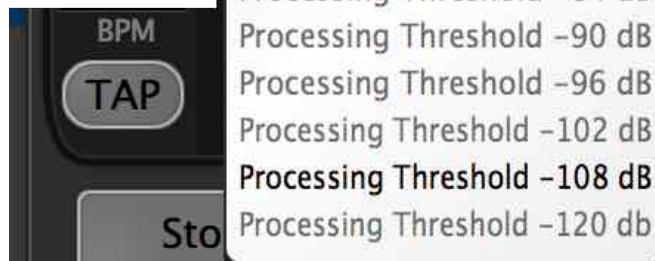 BPM
TAP
Sto
Processing Threshold -90 dB
Processing Threshold -96 dB
Processing Threshold -102 dB
Processing Threshold -108 dB
Processing Threshold -120 db